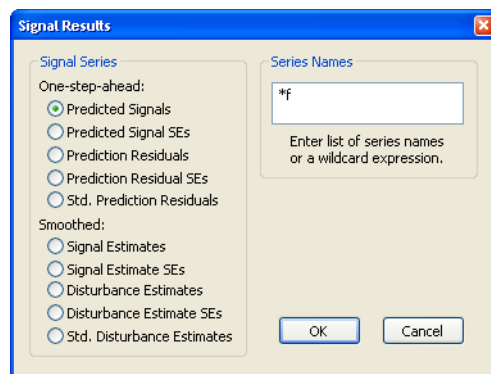 Signal Results
Signal Series
One-step-ahead:
Predicted Signals
Predicted Signal SEs
Prediction Residuals
Prediction Residual SEs
Std. Prediction Residuals
Smoothed:
Signal Estimates
Signal Estimate SEs
Disturbance Estimates
Disturbance Estimate SEs
Std. Disturbance Estimates
Series Names
*f
Enter list of series names
or a wildcard expression.
OK
Cancel